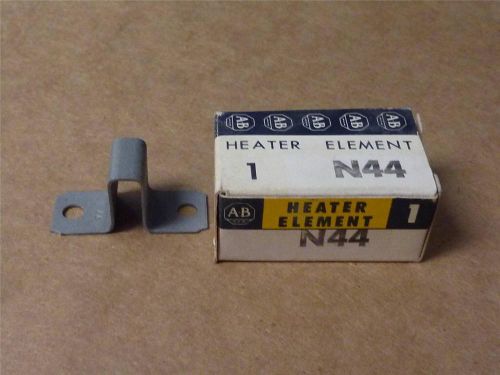 AB AB AB AB AB
HEATER ELEMENT
1 N44
AB HEATER ELEMENT 1
N44